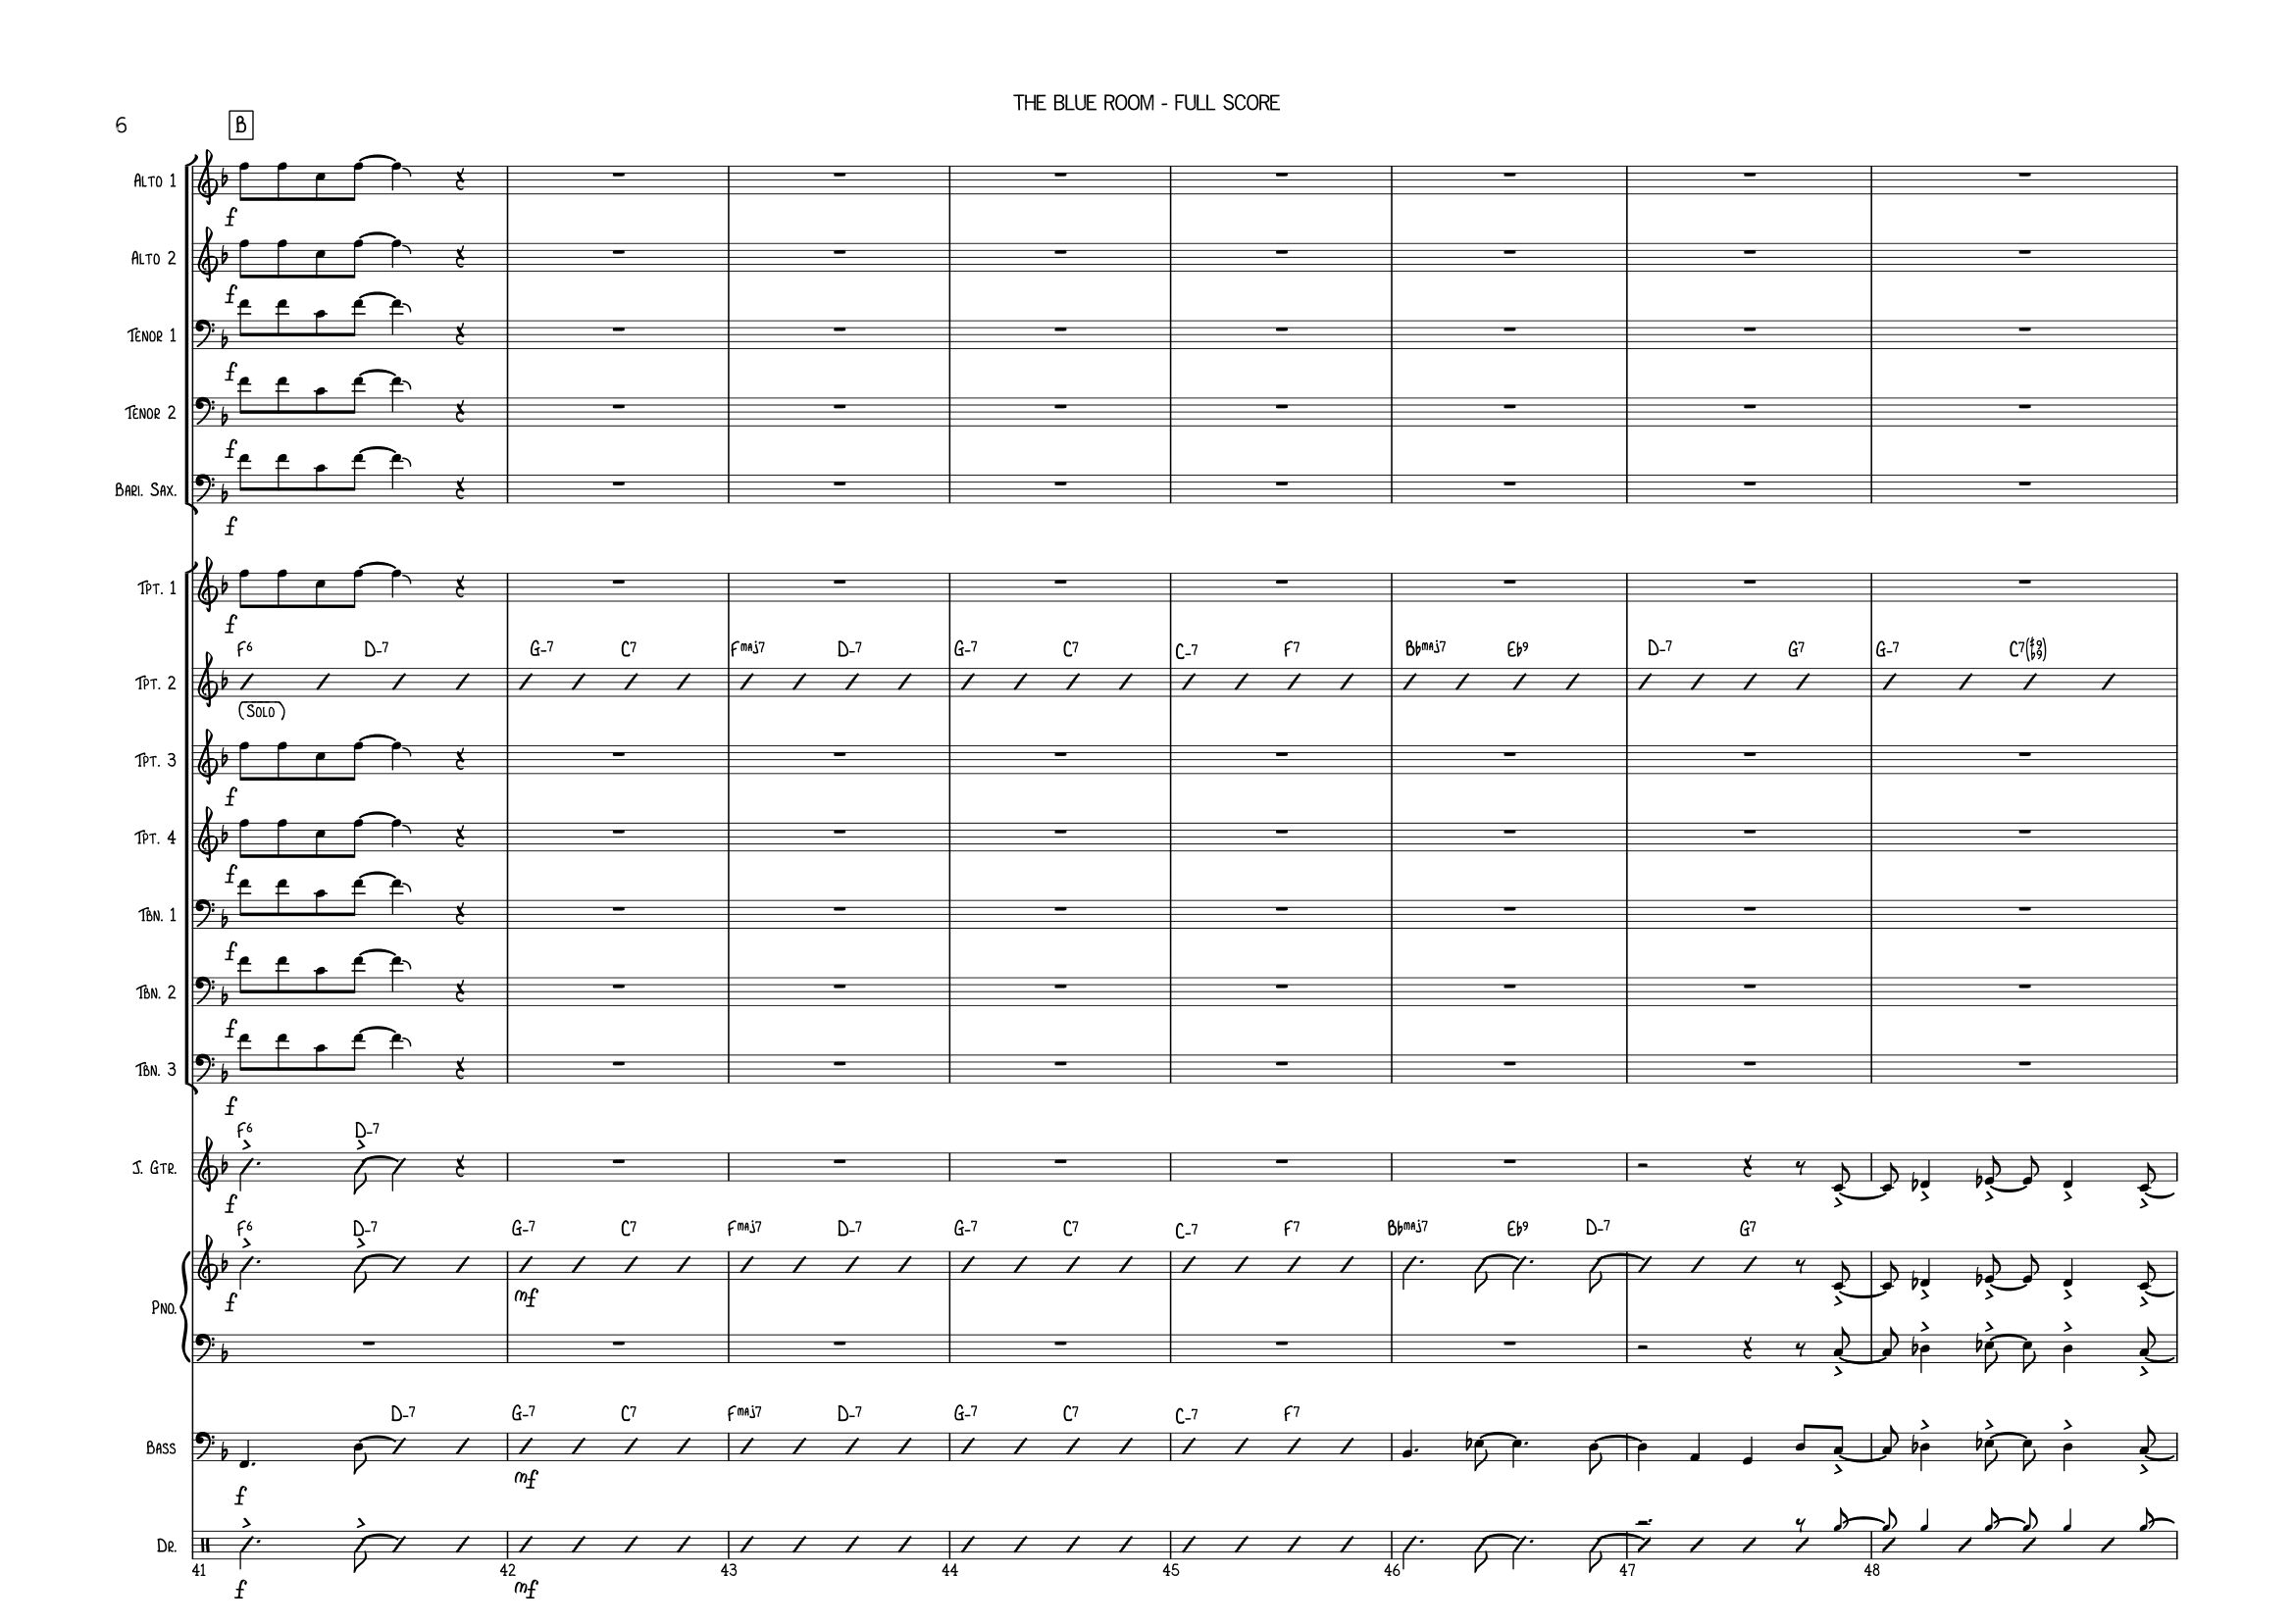 THE BLUE ROOM - FULL SCORE
6
B
ALTO 1
f
ALTO 2
f
TENOR 1
f
TENOR 2
f
BARI. SAX.
f
TPT. 1
f
F6 D-7 G-7 C7 Fmaj7 D-7 G-7 C7 C-7 F7 B♭maj7 E♭9 D-7 G7 G-7 C7(♯9♭9)
TPT. 2
SOLO
TPT. 3
f
TPT. 4
f
TBN. 1
f
TBN. 2
f
TBN. 3
f
F6 D-7
J. GTR.
f
F6 D-7 G-7 C7 Fmaj7 D-7 G-7 C7 C-7 F7 B♭maj7 E♭9 D-7 G7
f mf
PNO.
D-7 G-7 C7 Fmaj7 D-7 G-7 C7 C-7 F7
BASS
f mf
DR.
41 42 43 44 45 46 47 48
f mf